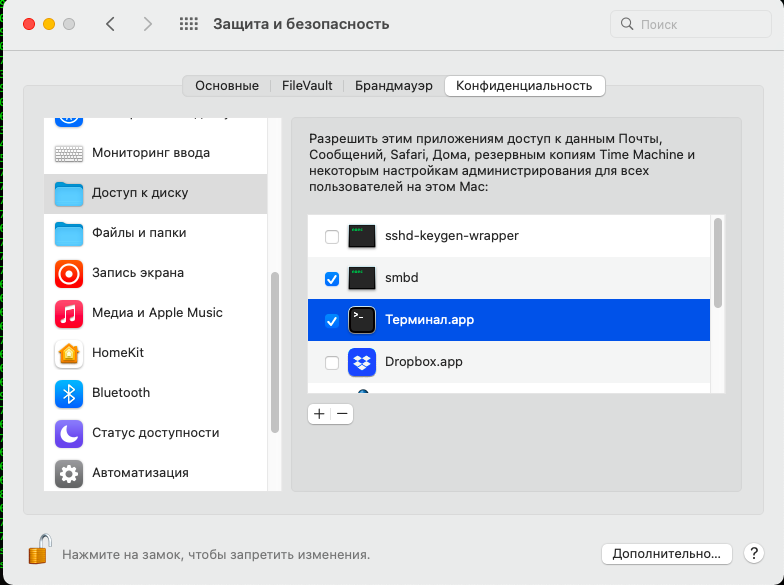 Защита и безопасность
Поиск
Основные
FileVault
Брандмауэр
Конфиденциальность
Мониторинг ввода
Доступ к диску
Файлы и папки
Запись экрана
Медиа и Apple Music
HomeKit
Bluetooth
Статус доступности
Автоматизация
Разрешить этим приложениям доступ к данным Почты,
Сообщений, Safari, Дома, резервным копиям Time Machine и
некоторым настройкам администрирования для всех
пользователей на этом Mac:
sshd-keygen-wrapper
smbd
Терминал.app
Dropbox.app
+ −
Нажмите на замок, чтобы запретить изменения.
Дополнительно...
?